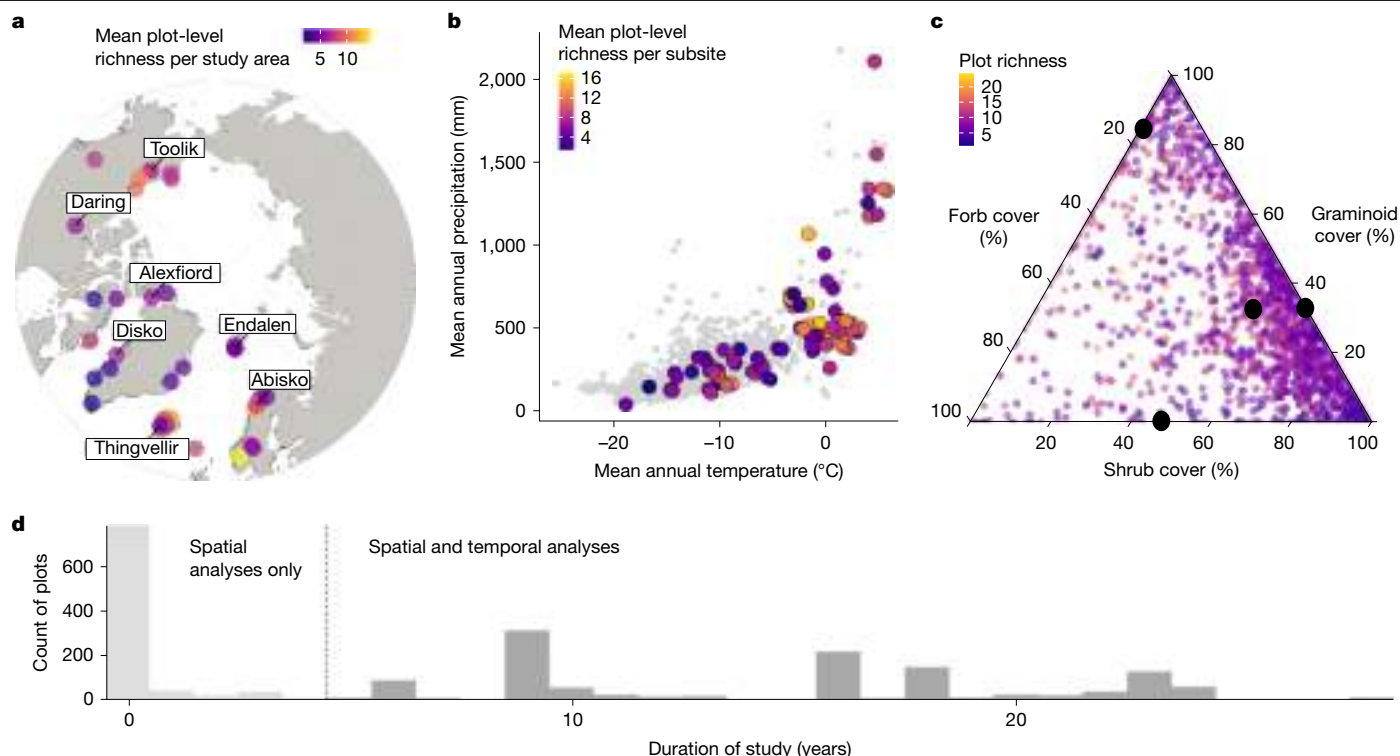 a
Mean plot-level
richness per study area
5 10
Toolik
Daring
Alexfiord
Disko
Endalen
Abisko
Thingvellir
b
Mean plot-level
richness per subsite
16
12
8
4
Mean annual precipitation (mm)
2,000
1,500
1,000
500
0
–20 –10 0
Mean annual temperature (°C)
c
Plot richness
20
15
10
5
Forb cover
(%)
20
40
60
80
100
Graminoid
cover (%)
100
80
60
40
20
20 40 60 80 100
Shrub cover (%)
d
Count of plots
600
400
200
0
Spatial
analyses only
Spatial and temporal analyses
0 10 20
Duration of study (years)